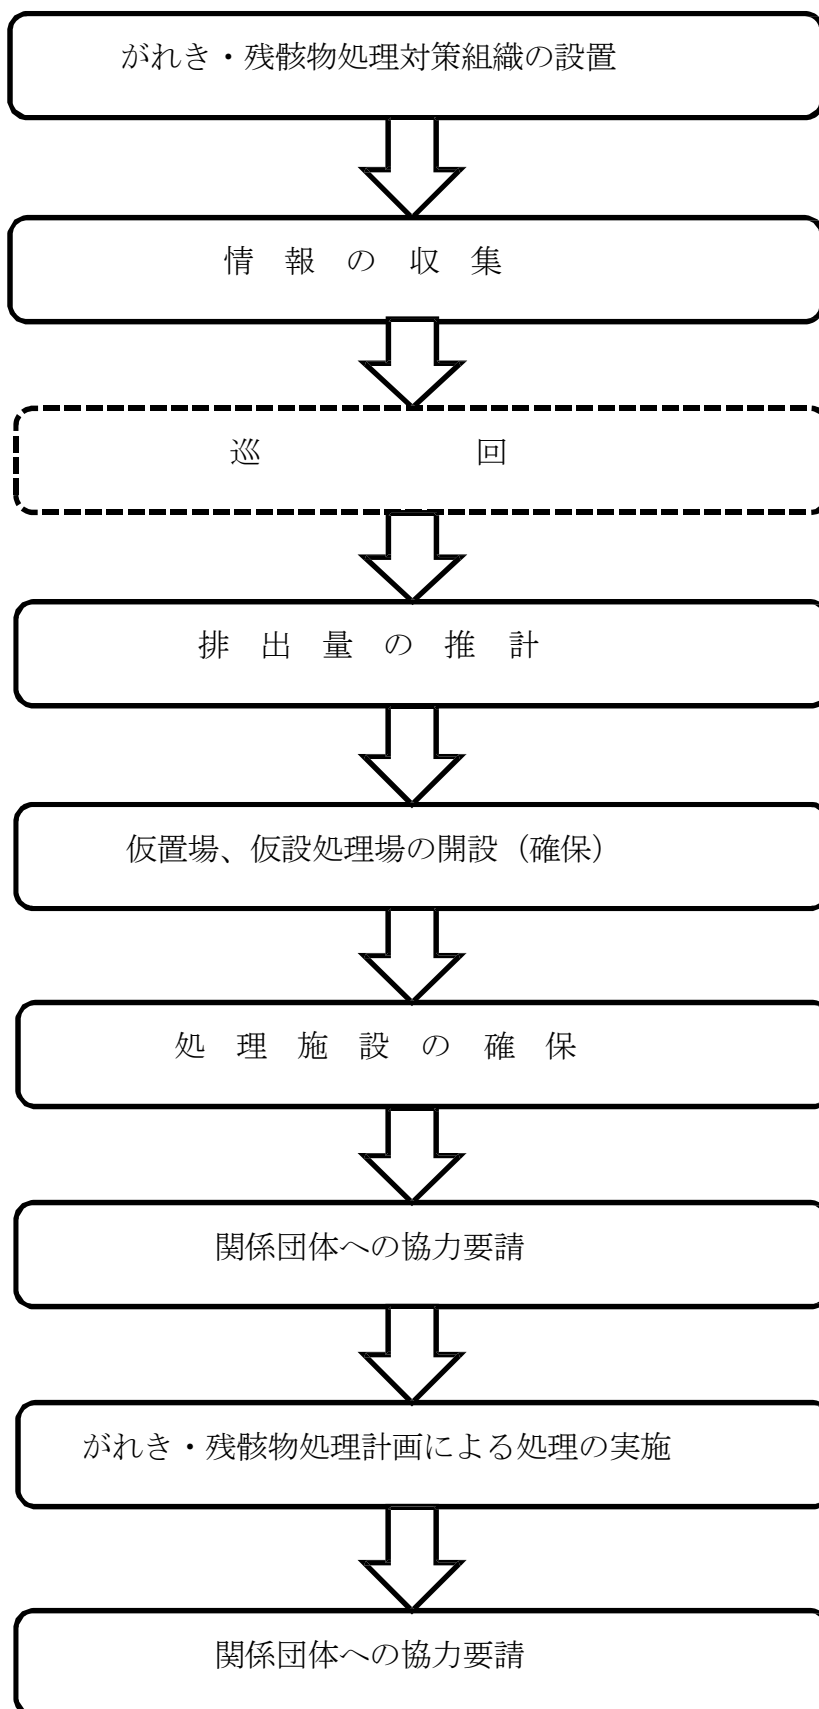 がれき・残骸物処理対策組織の設置
情　報　の　収　集
巡　　　　　　　回
排　出　量　の　推　計
仮置場、仮設処理場の開設（確保）
処　理　施　設　の　確　保
関係団体への協力要請
がれき・残骸物処理計画による処理の実施
関係団体への協力要請